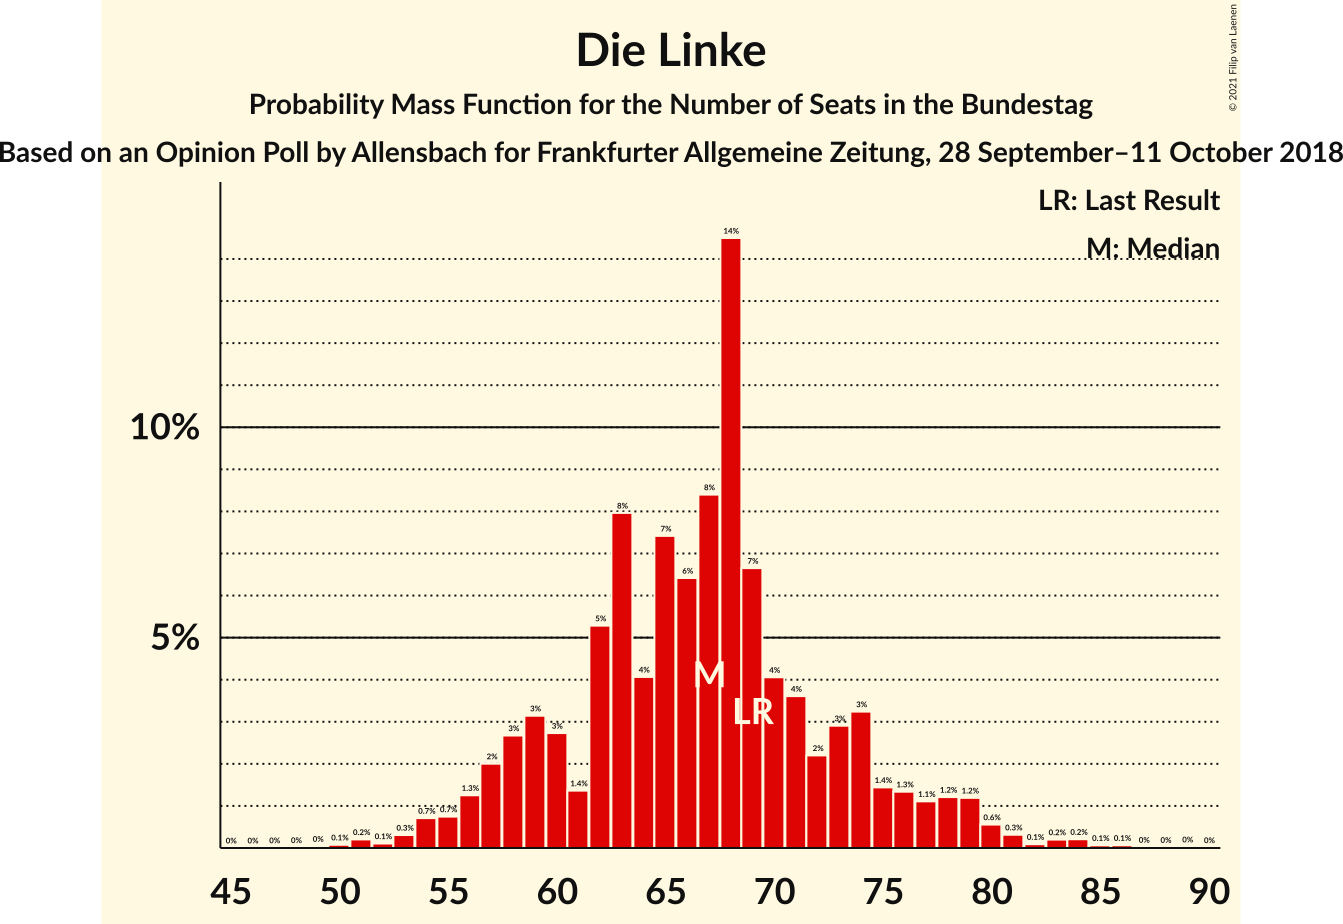 Die Linke
Probability Mass Function for the Number of Seats in the Bundestag
Based on an Opinion Poll by Allensbach for Frankfurter Allgemeine Zeitung, 28 September–11 October 2018
© 2021 Filip van Laenen
LR: Last Result
M: Median
10%
5%
0% 0% 0% 0% 0% 0.1% 0.2% 0.1% 0.3% 0.7% 0.7% 1.3% 2% 3% 3% 3% 1.4% 5% 8% 4% 7% 6% 8% 14% 7% 4% 4% 2% 3% 3% 1.4% 1.3% 1.1% 1.2% 1.2% 0.6% 0.3% 0.1% 0.2% 0.2% 0.1% 0.1% 0% 0% 0% 0%
M
LR
45 50 55 60 65 70 75 80 85 90